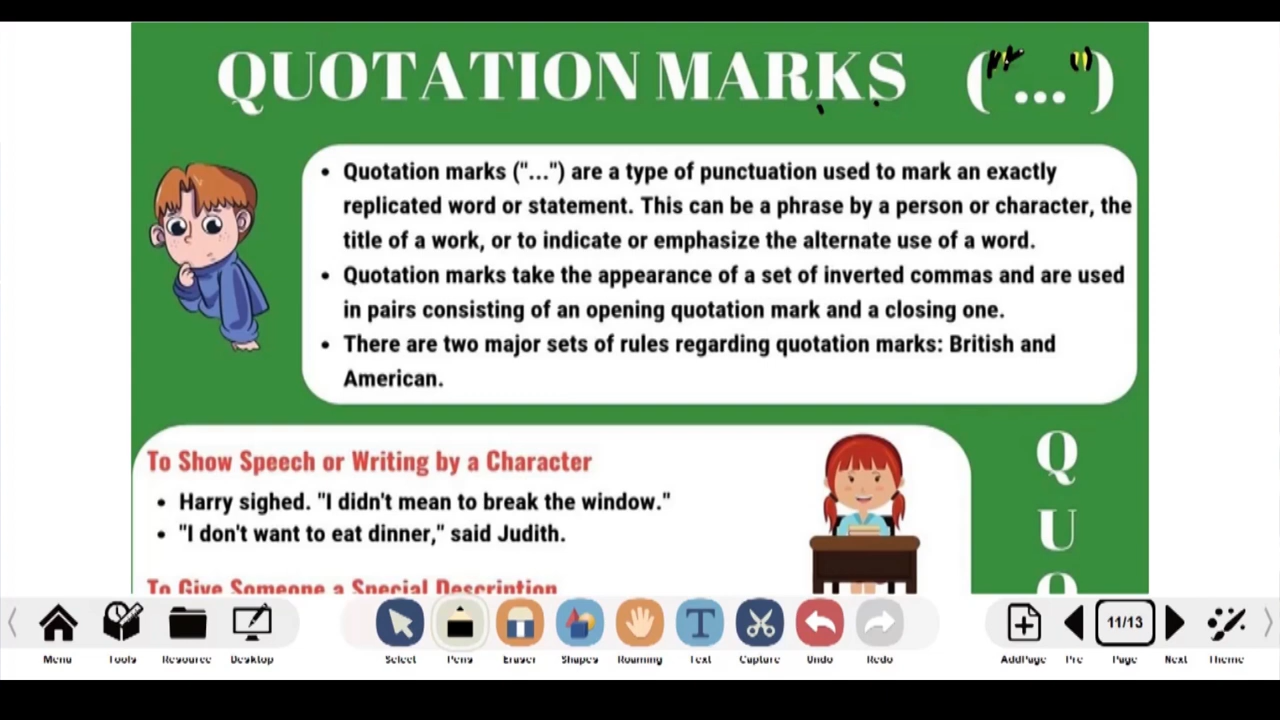 QUOTATION MARKS ("...")
• Quotation marks ("...") are a type of punctuation used to mark an exactly
replicated word or statement. This can be a phrase by a person or character, the
title of a work, or to indicate or emphasize the alternate use of a word.
• Quotation marks take the appearance of a set of inverted commas and are used
in pairs consisting of an opening quotation mark and a closing one.
• There are two major sets of rules regarding quotation marks: British and
American.
To Show Speech or Writing by a Character
• Harry sighed. "I didn't mean to break the window."
• "I don't want to eat dinner," said Judith.
To Give Someone a Special Description
Q
U
O
11/13
Menu Tools Resource Desktop Select Pens Eraser Shapes Roaming Text Capture Undo Redo AddPage Pre Page Next Theme